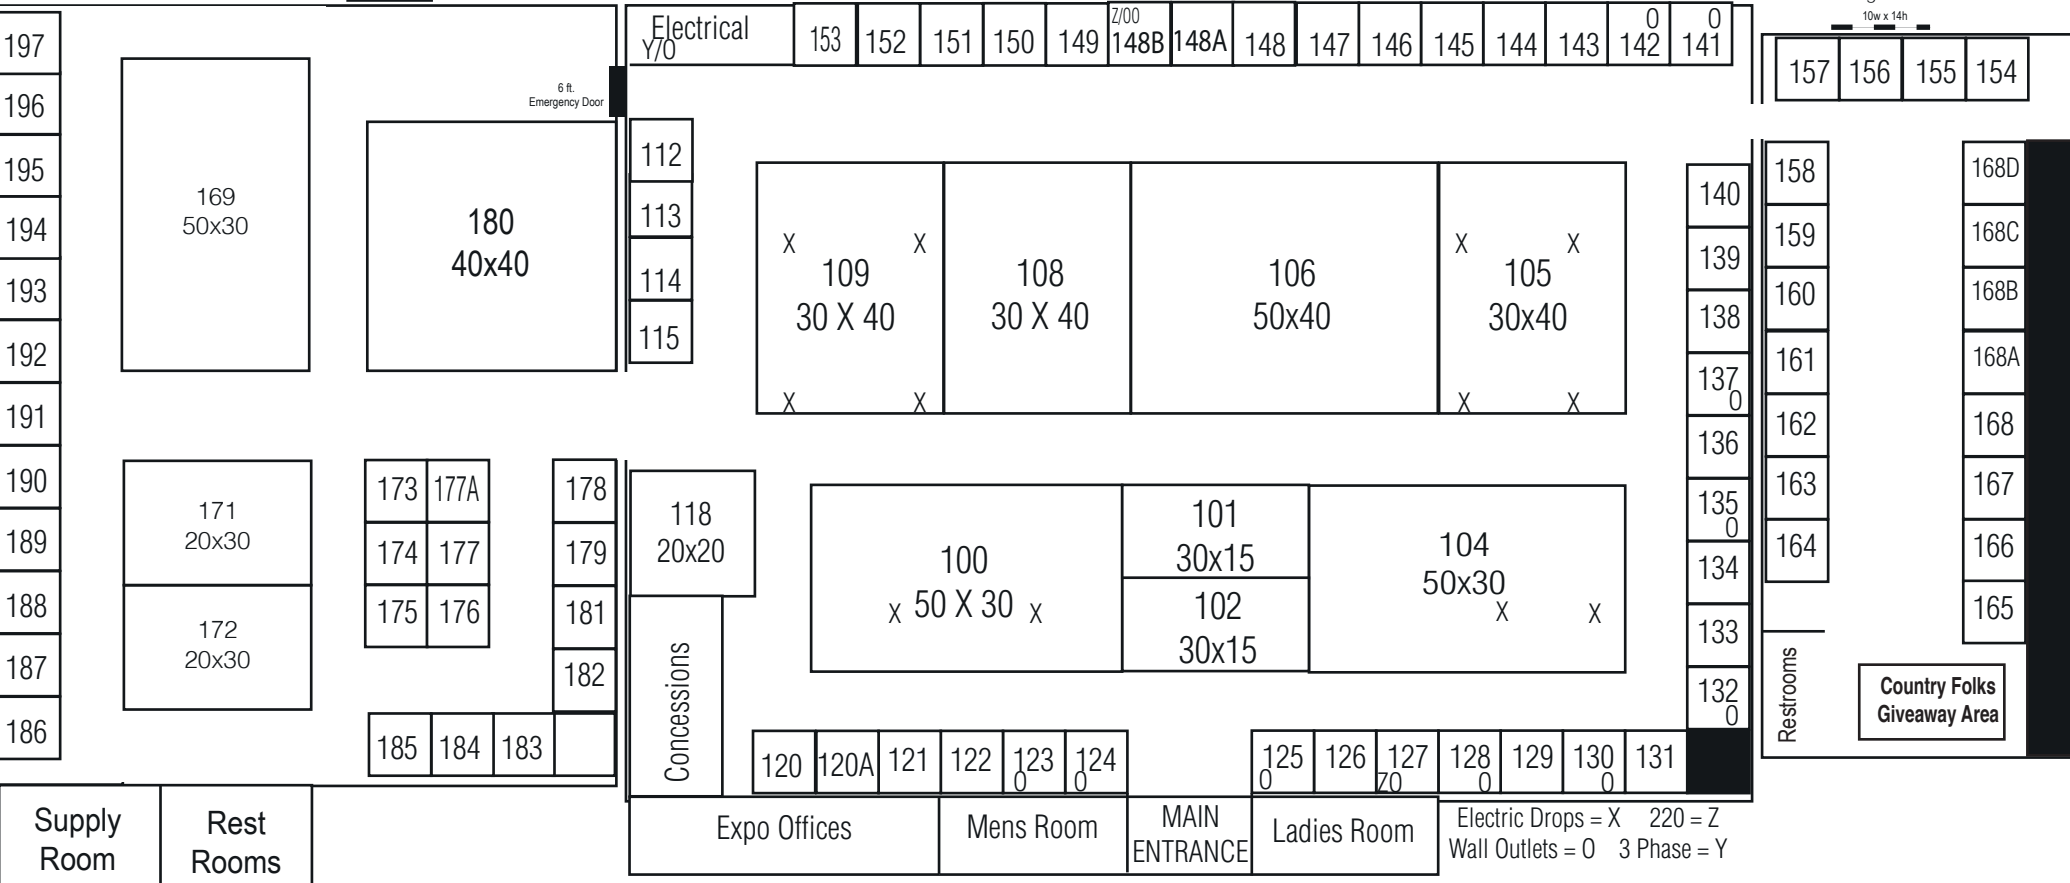 10w x 14h
197
196
195
194
193
192
191
190
189
188
187
186
169
50x30
6 ft.
Emergency Door
180
40x40
171
20x30
172
20x30
173 177A
174 177
175 176
178
179
181
182
185 184 183
Supply
Room
Rest
Rooms
Electrical
Y/0
153 152 151 150 149
Z/00
148B 148A 148 147 146 145 144 143
0
142
0
141
112
113
114
115
X X
109
30 X 40
X X
108
30 X 40
106
50x40
X X
105
30x40
X X
118
20x20
Concessions
100
X 50 X 30 X
101
30x15
102
30x15
104
50x30
X X
140
139
138
137
0
136
135
0
134
133
132
0
120 120A 121 122 123 124
0 0
125 126 127 128 129 130 131
0 Z0 0 0
Expo Offices
Mens Room
MAIN
ENTRANCE
Ladies Room
Electric Drops = X 220 = Z
Wall Outlets = 0 3 Phase = Y
157 156 155 154
158
159
160
161
162
163
164
168D
168C
168B
168A
168
167
166
165
Restrooms
Country Folks
Giveaway Area